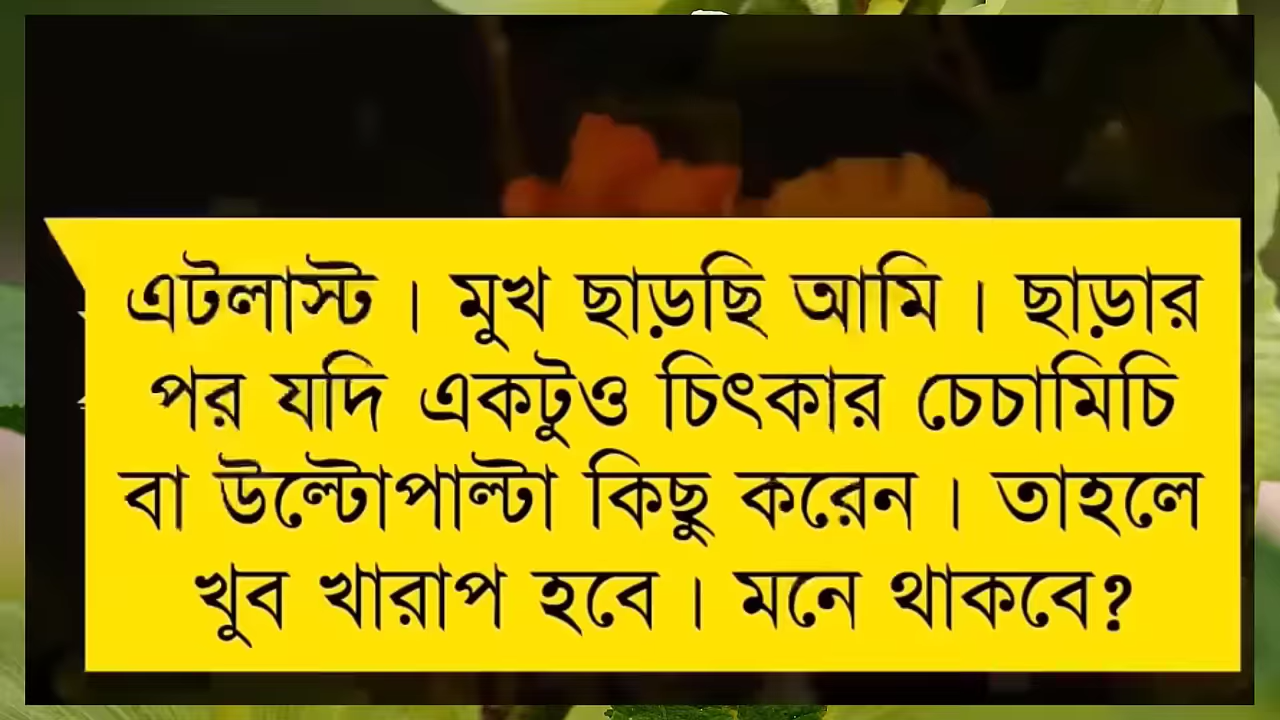 এটলাস্ট । মুখ ছাড়ছি আমি । ছাড়ার
পর যদি একটুও চিৎকার চেচামিচি
বা উল্টোপাল্টা কিছু করেন । তাহলে
খুব খারাপ হবে । মনে থাকবে?